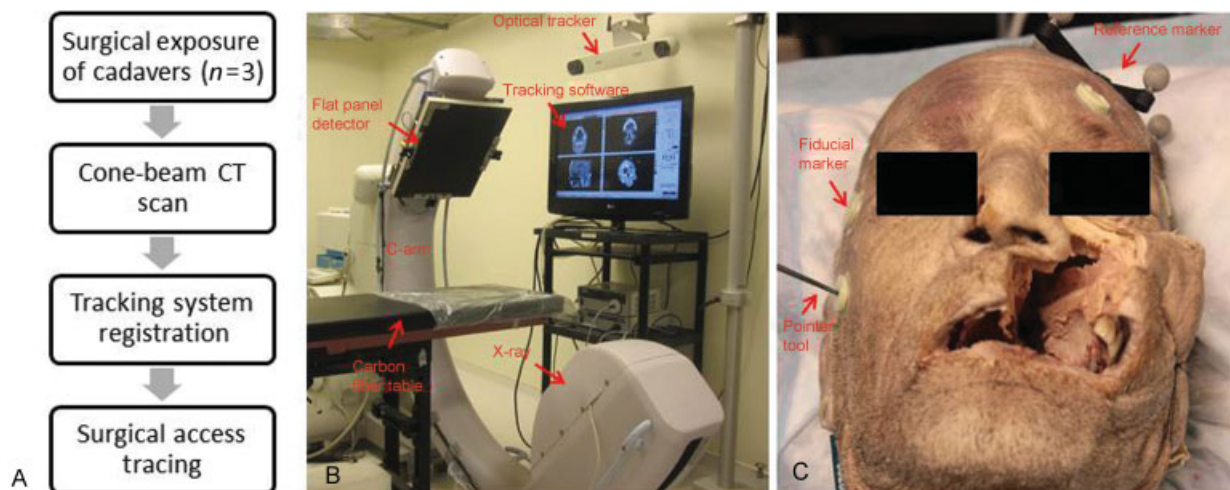 Surgical exposure
of cadavers (n=3)
Cone-beam CT
scan
Tracking system
registration
Surgical access
tracing
A
Optical tracker
Tracking software
Flat panel
detector
C-arm
X-ray
Carbon
fiber table
B
Reference marker
Fiducial
marker
Pointer
tool
C